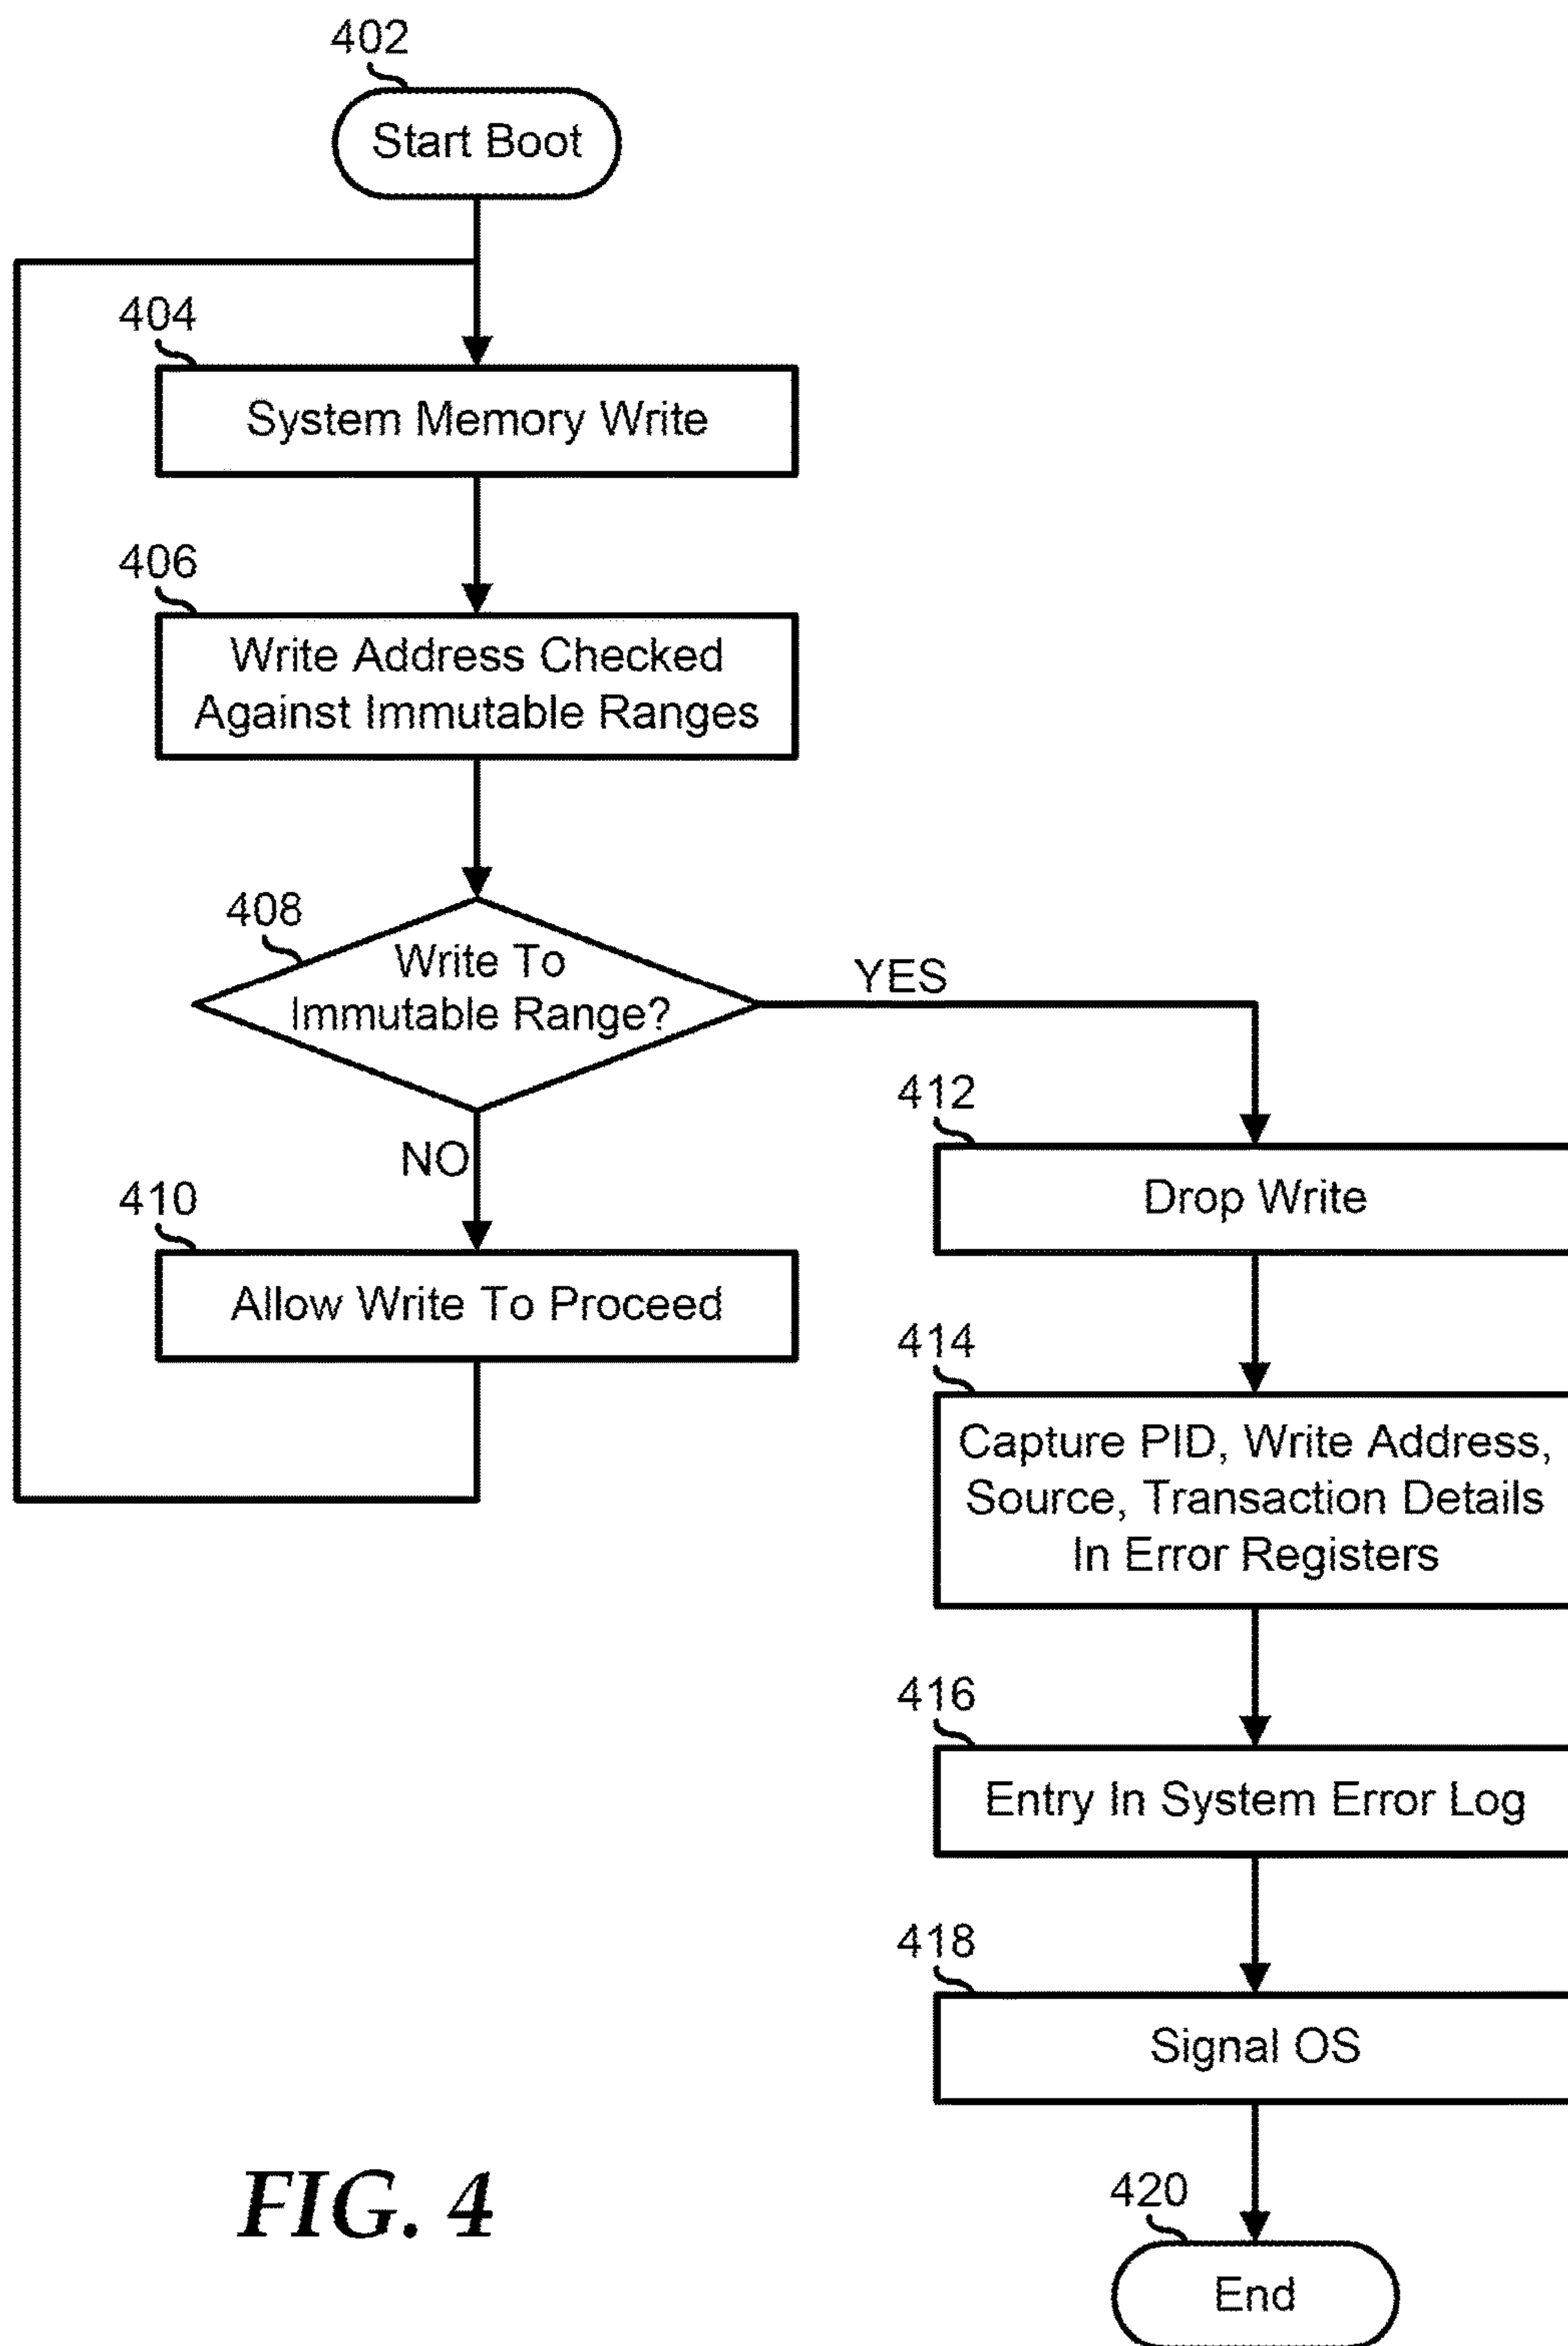 402
Start Boot
404
System Memory Write
406
Write Address Checked
Against Immutable Ranges
408
Write To
Immutable Range?
YES
NO
410
Allow Write To Proceed
412
Drop Write
414
Capture PID, Write Address,
Source, Transaction Details
In Error Registers
416
Entry In System Error Log
418
Signal OS
420
End
FIG. 4